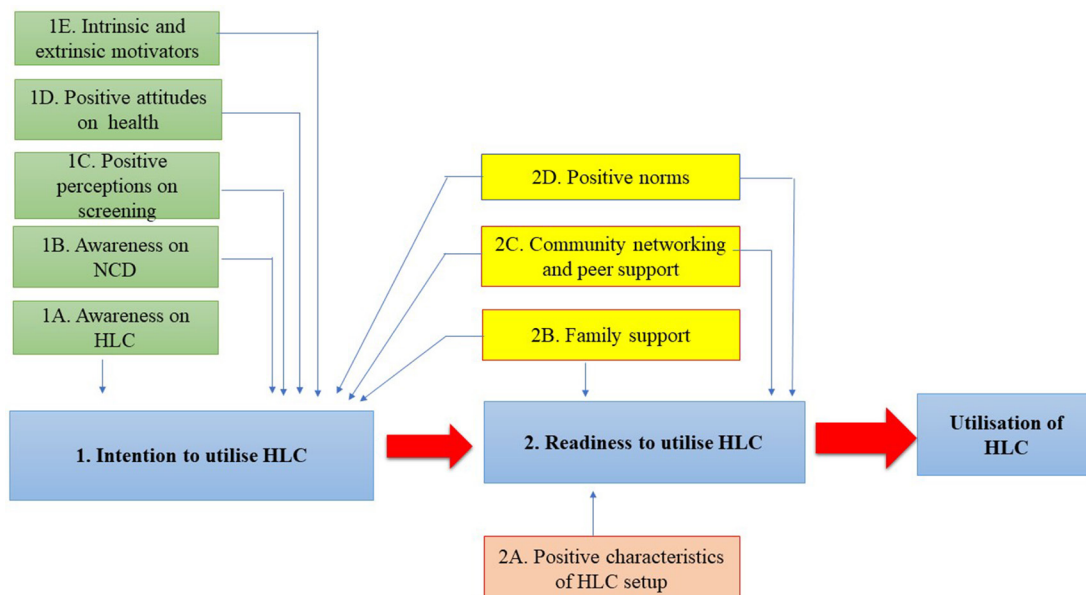 1E. Intrinsic and
extrinsic motivators
1D. Positive attitudes
on health
1C. Positive
perceptions on
screening
1B. Awareness on
NCD
1A. Awareness on
HLC
2D. Positive norms
2C. Community networking
and peer support
2B. Family support
1. Intention to utilise HLC
2. Readiness to utilise HLC
Utilisation of
HLC
2A. Positive characteristics
of HLC setup